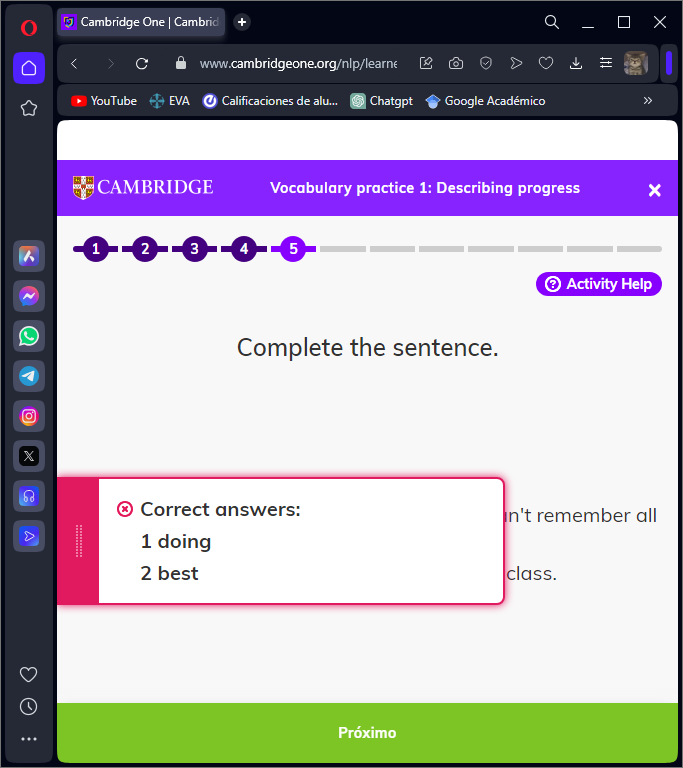 Cambridge One | Cambrid
www.cambridgeone.org/nlp/learne
YouTube
EVA
Calificaciones de alu...
Chatgpt
Google Académico
»
CAMBRIDGE
Vocabulary practice 1: Describing progress
1 2 3 4 5
Activity Help
Complete the sentence.
Correct answers:
n't remember all
1 doing
2 best
class.
Próximo